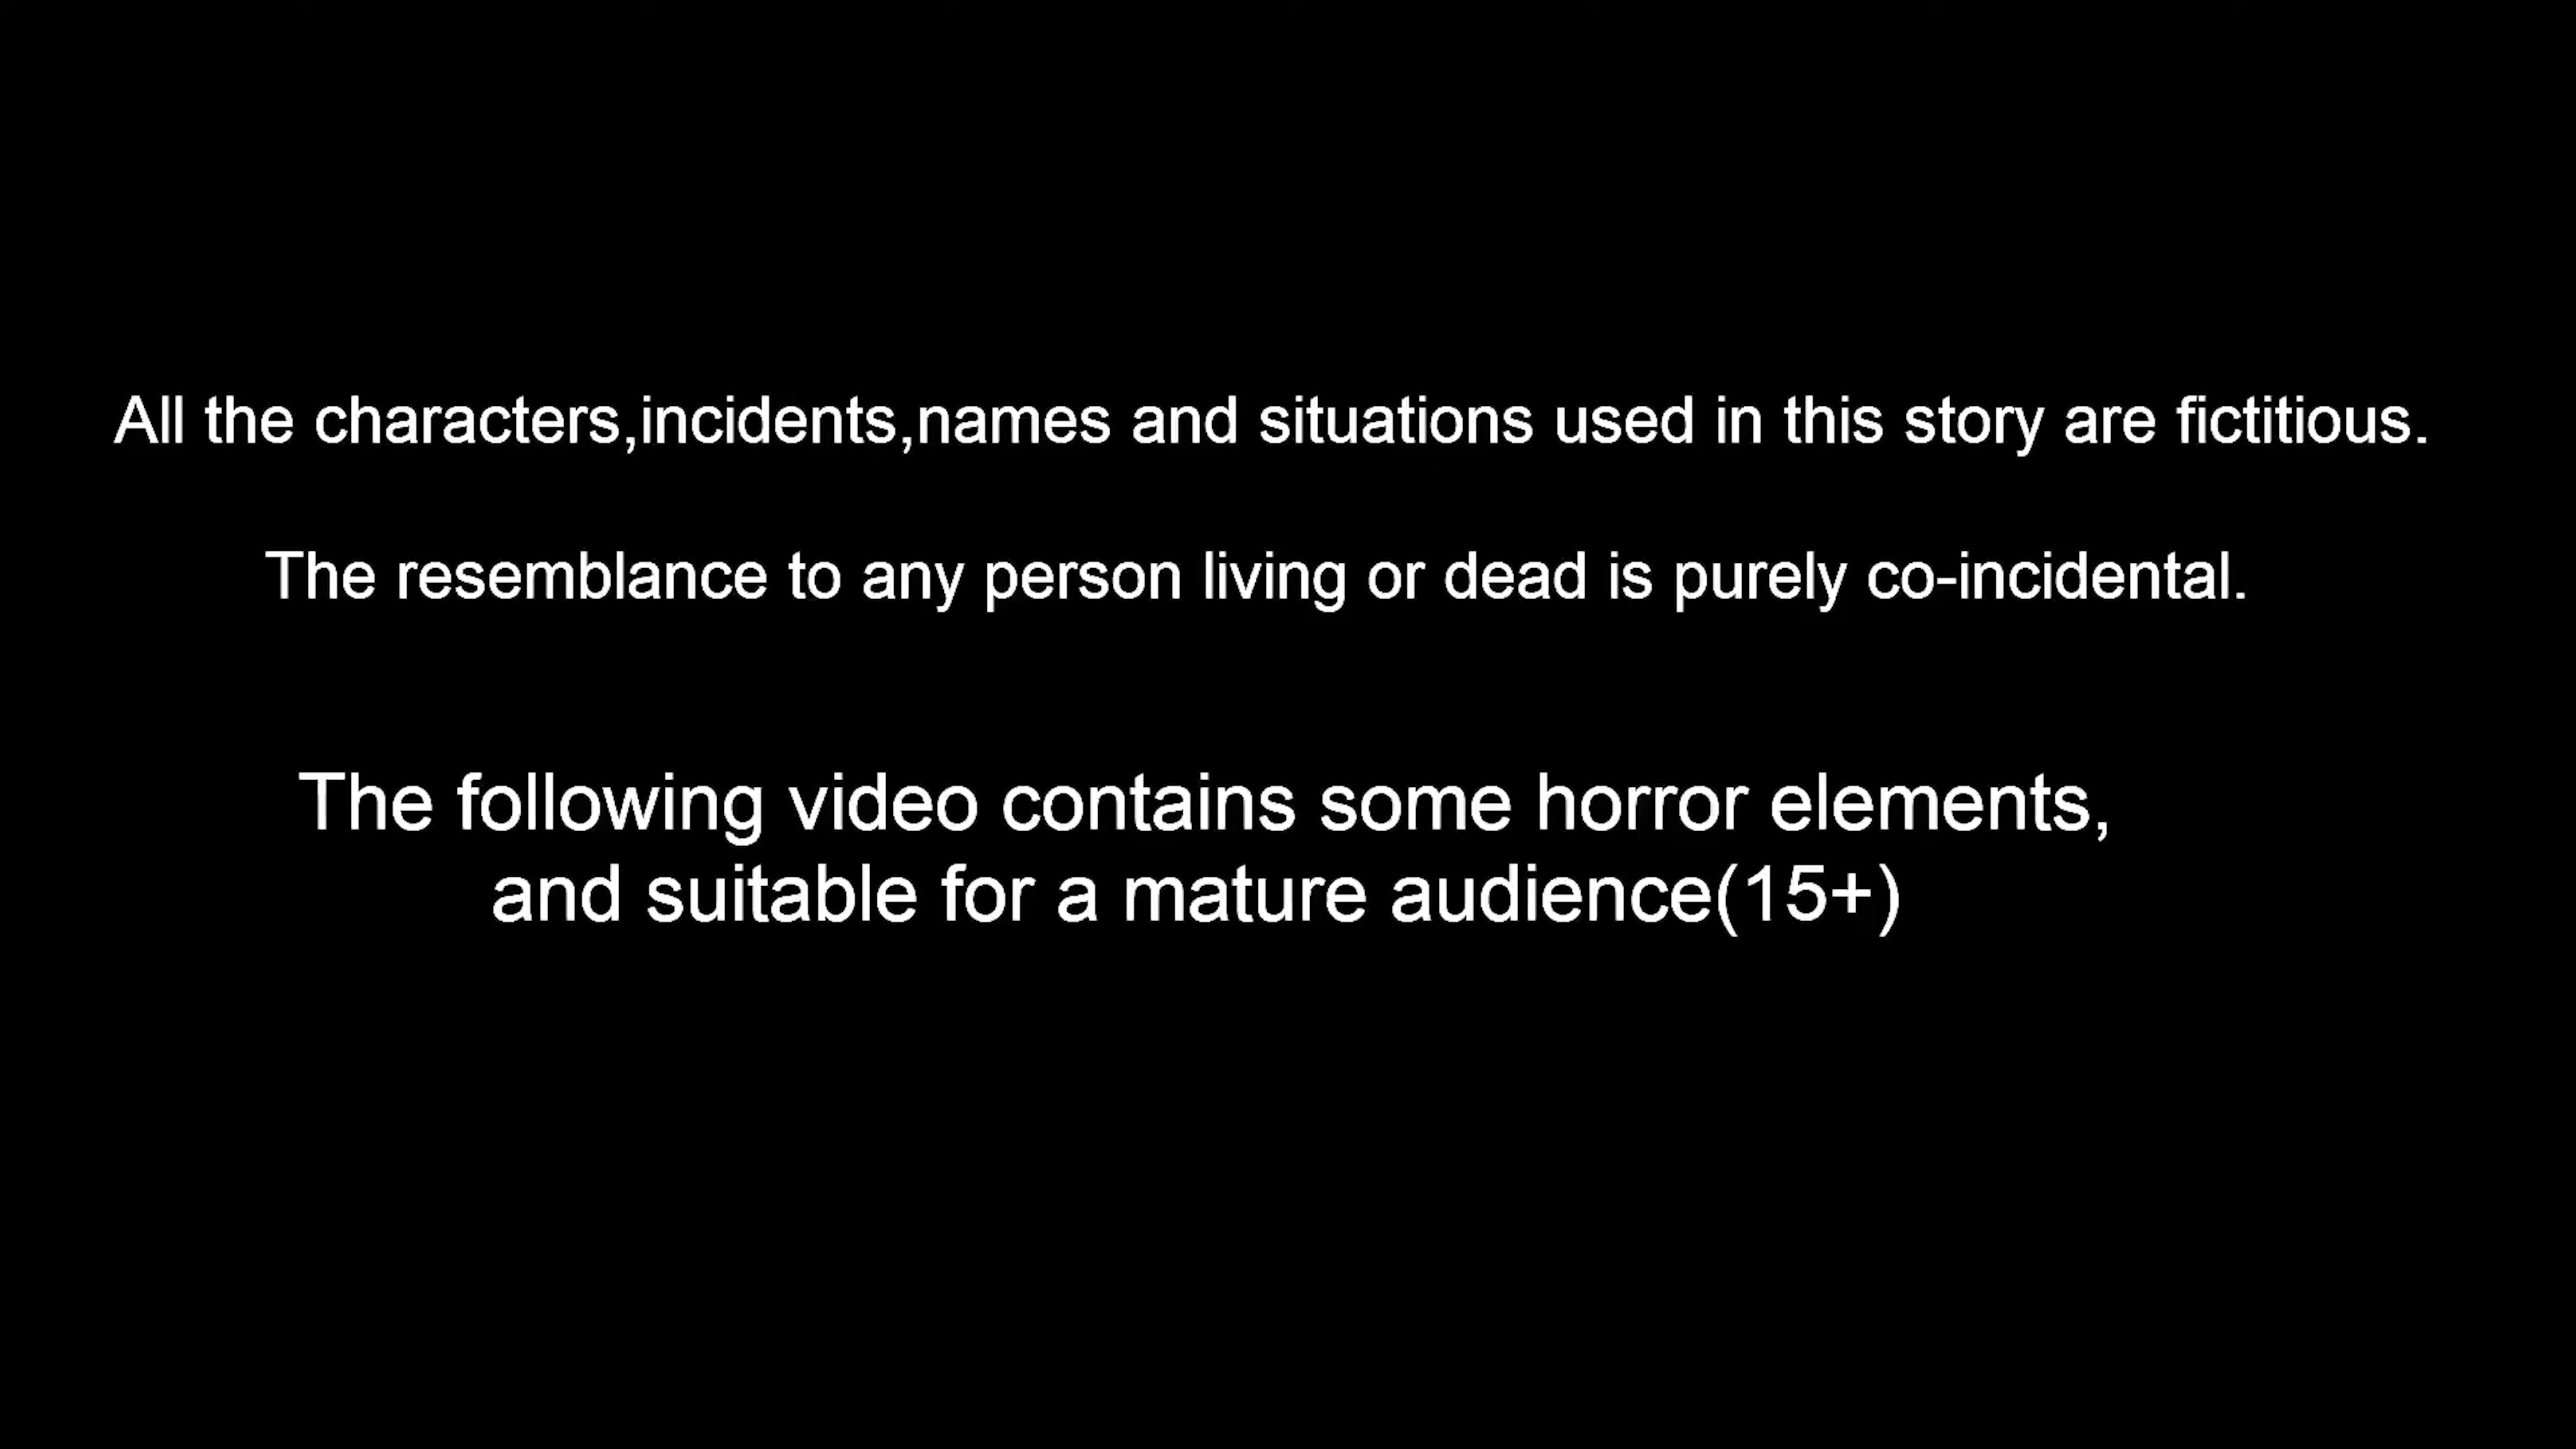 All the characters,incidents,names and situations used in this story are fictitious.
The resemblance to any person living or dead is purely co-incidental.
The following video contains some horror elements,
and suitable for a mature audience(15+)